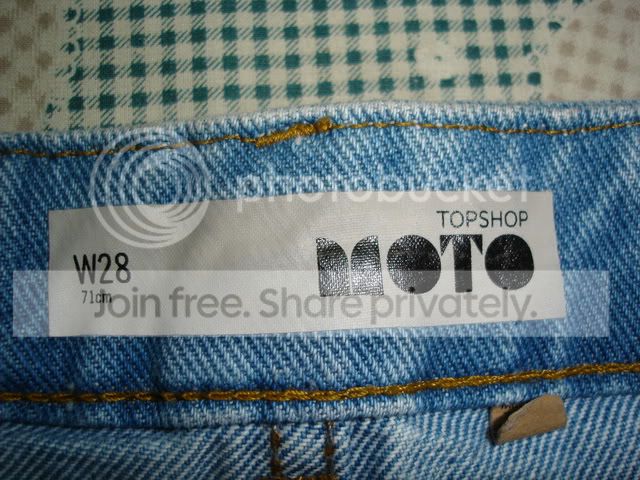 photobucket
TOPSHOP
MOTO
W28
71cm
Join free. Share privately.